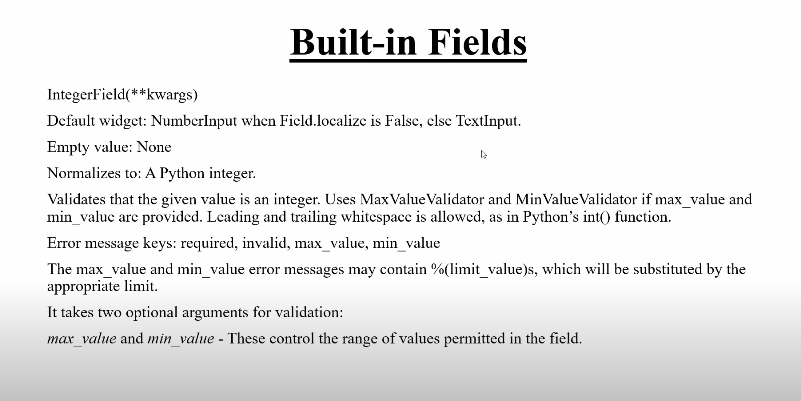 Built-in Fields
IntegerField(**kwargs)
Default widget: NumberInput when Field.localize is False, else TextInput.
Empty value: None
Normalizes to: A Python integer.
Validates that the given value is an integer. Uses MaxValueValidator and MinValueValidator if max_value and
min_value are provided. Leading and trailing whitespace is allowed, as in Python's int() function.
Error message keys: required, invalid, max_value, min_value
The max_value and min_value error messages may contain %(limit_value)s, which will be substituted by the
appropriate limit.
It takes two optional arguments for validation:
max_value and min_value - These control the range of values permitted in the field.